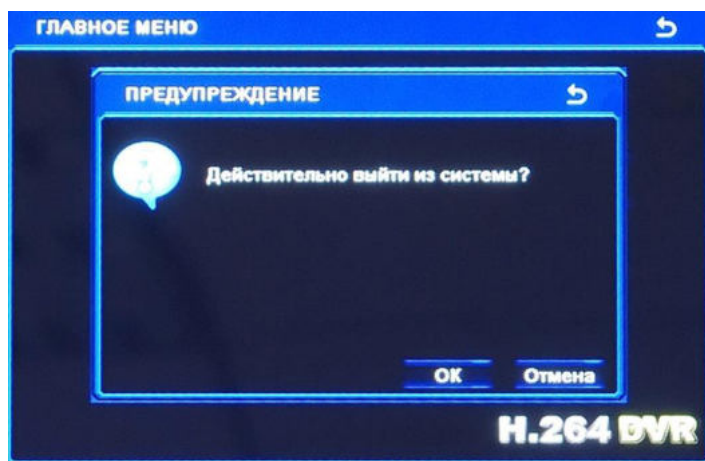 ГЛАВНОЕ МЕНЮ
ПРЕДУПРЕЖДЕНИЕ
Действительно выйти из системы?
OK
Отмена
H.264 DVR